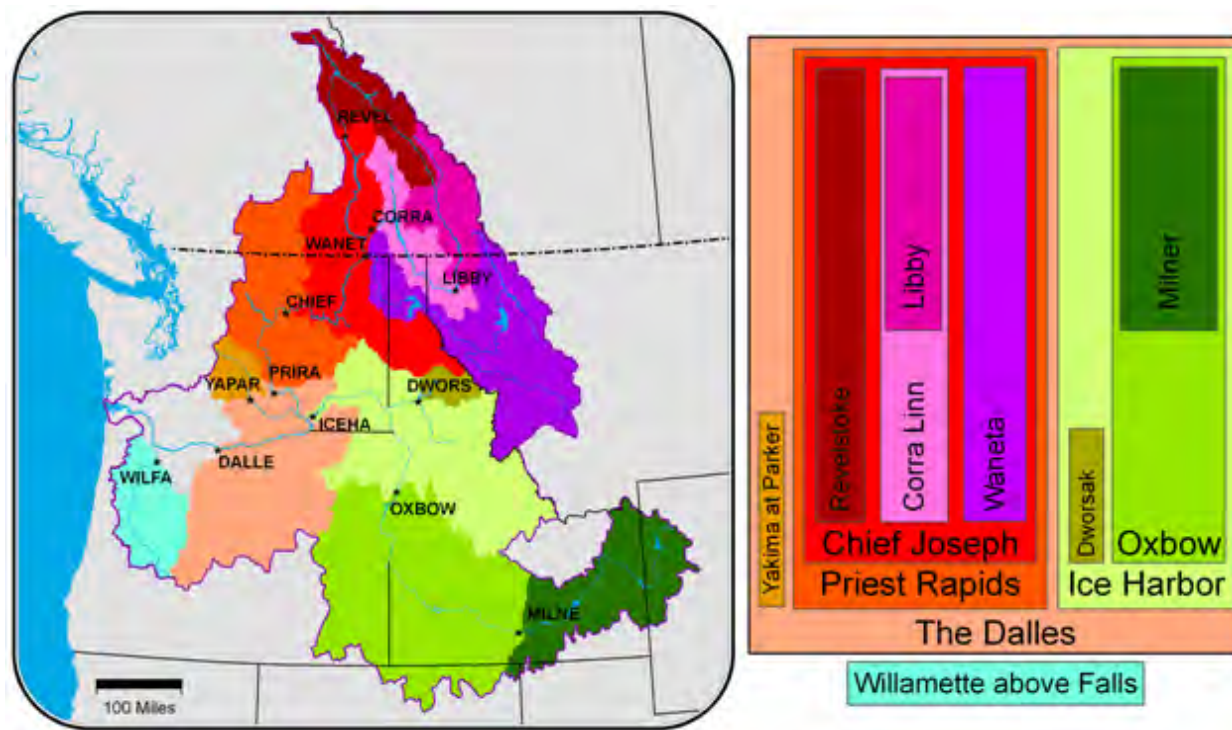 REVEL
CORRA
WANET
LIBBY
CHIEF
PRIRA
YAPAR
DWORS
ICEHA
DALLE
WILFA
OXBOW
MILNE
100 Miles
Yakima at Parker
Revelstoke
Corra Linn
Libby
Waneta
Chief Joseph
Priest Rapids
Dworsak
Milner
Oxbow
Ice Harbor
The Dalles
Willamette above Falls